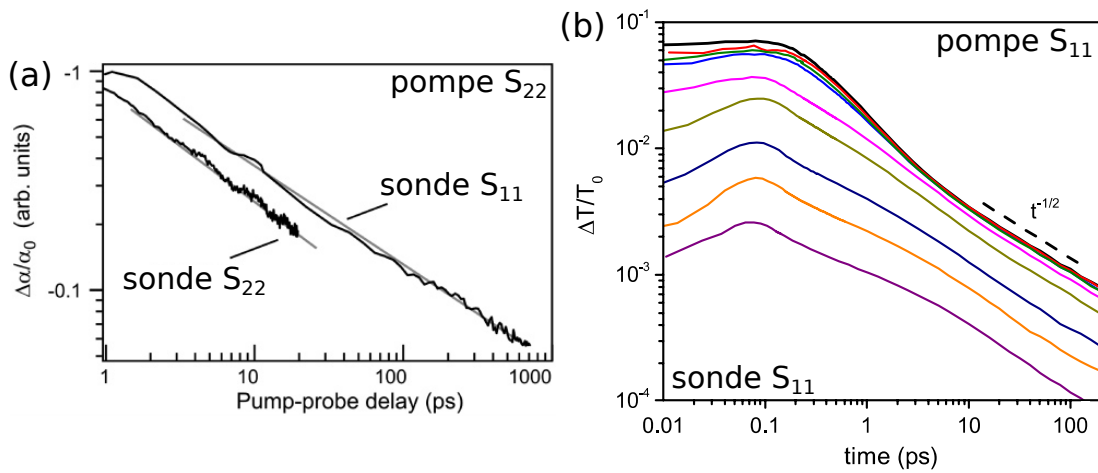 (a)
pompe S₂₂
sonde S₁₁
sonde S₂₂
-1
-0.1
Δα/α₀ (arb. units)
1
10
100
1000
Pump-probe delay (ps)
(b)
pompe S₁₁
t⁻¹/²
sonde S₁₁
10⁻¹
10⁻²
10⁻³
10⁻⁴
ΔT/T₀
0.01
0.1
1
10
100
time (ps)